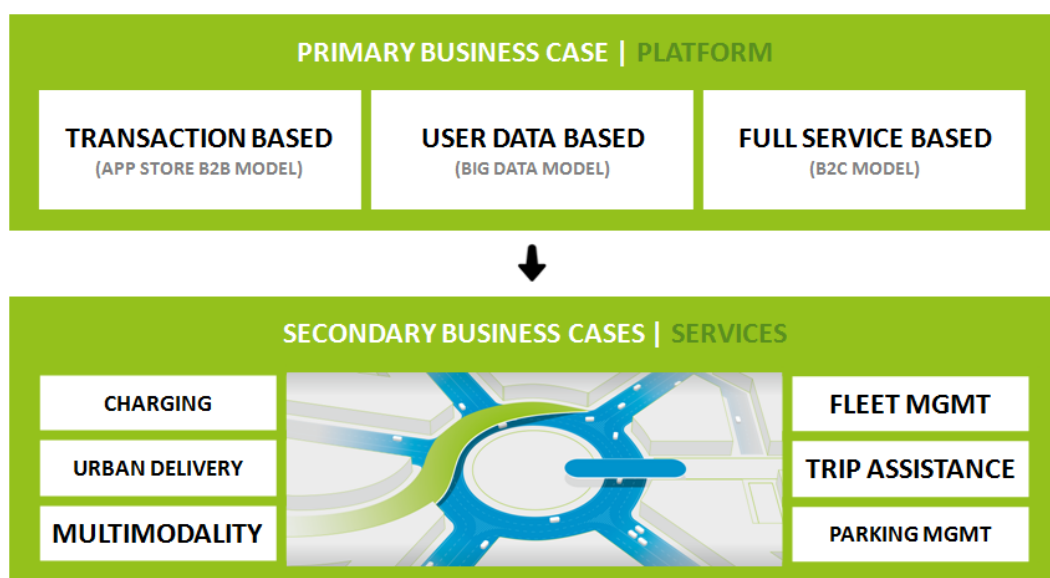 PRIMARY BUSINESS CASE | PLATFORM
TRANSACTION BASED
(APP STORE B2B MODEL)
USER DATA BASED
(BIG DATA MODEL)
FULL SERVICE BASED
(B2C MODEL)
SECONDARY BUSINESS CASES | SERVICES
CHARGING
URBAN DELIVERY
MULTIMODALITY
FLEET MGMT
TRIP ASSISTANCE
PARKING MGMT